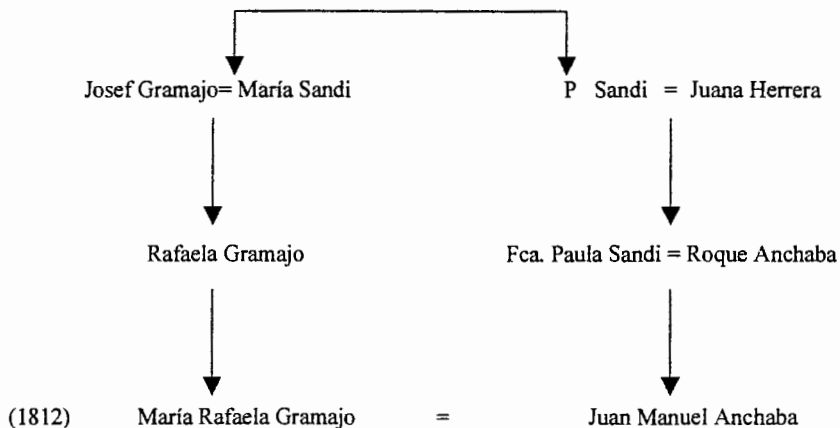 Josef Gramajo= María Sandi P Sandi = Juana Herrera
Rafaela Gramajo Fca. Paula Sandi = Roque Anchaba
(1812) María Rafaela Gramajo = Juan Manuel Anchaba